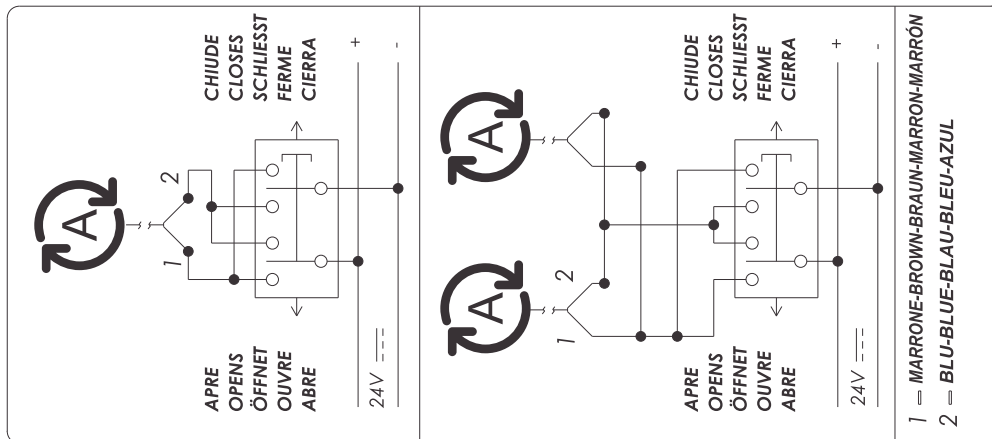 A
1
2
APRE
OPENS
ÖFFNET
OUVRE
ABRE
CHIUDE
CLOSES
SCHLIESST
FERME
CIERRA
24V
+
-
A
A
1
2
APRE
OPENS
ÖFFNET
OUVRE
ABRE
CHIUDE
CLOSES
SCHLIESST
FERME
CIERRA
24V
+
-
1 = MARRONE-BROWN-BRAUN-MARRON-MARRÓN
2 = BLU-BLUE-BLAU-BLEU-AZUL